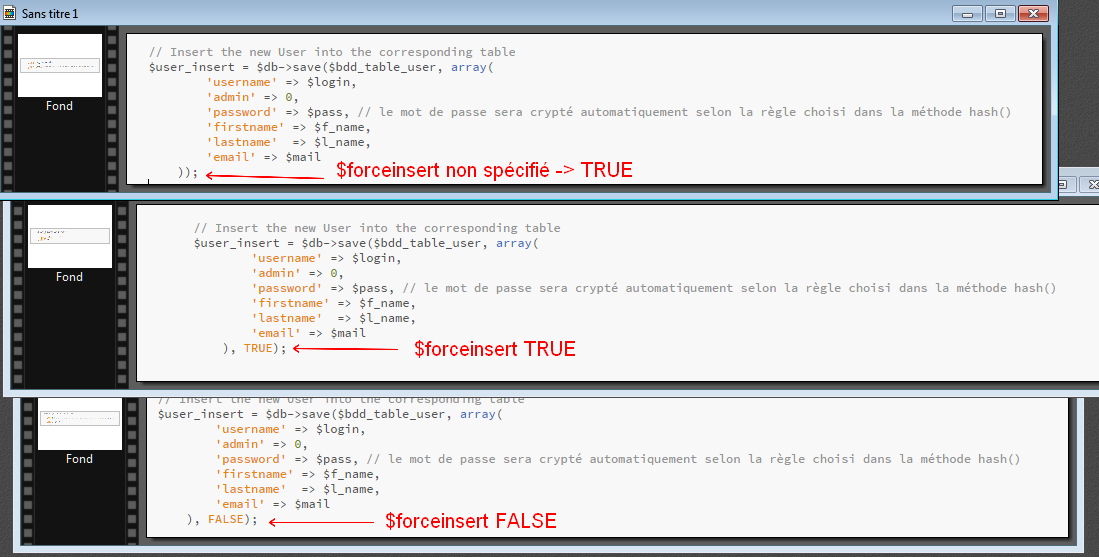 Sans titre 1
Fond
// Insert the new User into the corresponding table
$user_insert = $db->save($bdd_table_user, array(
'username' => $login,
'admin' => 0,
'password' => $pass, // le mot de passe sera crypté automatiquement selon la règle choisi dans la méthode hash()
'firstname' => $f_name,
'lastname'  => $l_name,
'email' => $mail
)); $forceinsert non spécifié -> TRUE
Fond
// Insert the new User into the corresponding table
$user_insert = $db->save($bdd_table_user, array(
'username' => $login,
'admin' => 0,
'password' => $pass, // le mot de passe sera crypté automatiquement selon la règle choisi dans la méthode hash()
'firstname' => $f_name,
'lastname'  => $l_name,
'email' => $mail
), TRUE); $forceinsert TRUE
Fond
// Insert the new User into the corresponding table
$user_insert = $db->save($bdd_table_user, array(
'username' => $login,
'admin' => 0,
'password' => $pass, // le mot de passe sera crypté automatiquement selon la règle choisi dans la méthode hash()
'firstname' => $f_name,
'lastname'  => $l_name,
'email' => $mail
), FALSE); $forceinsert FALSE